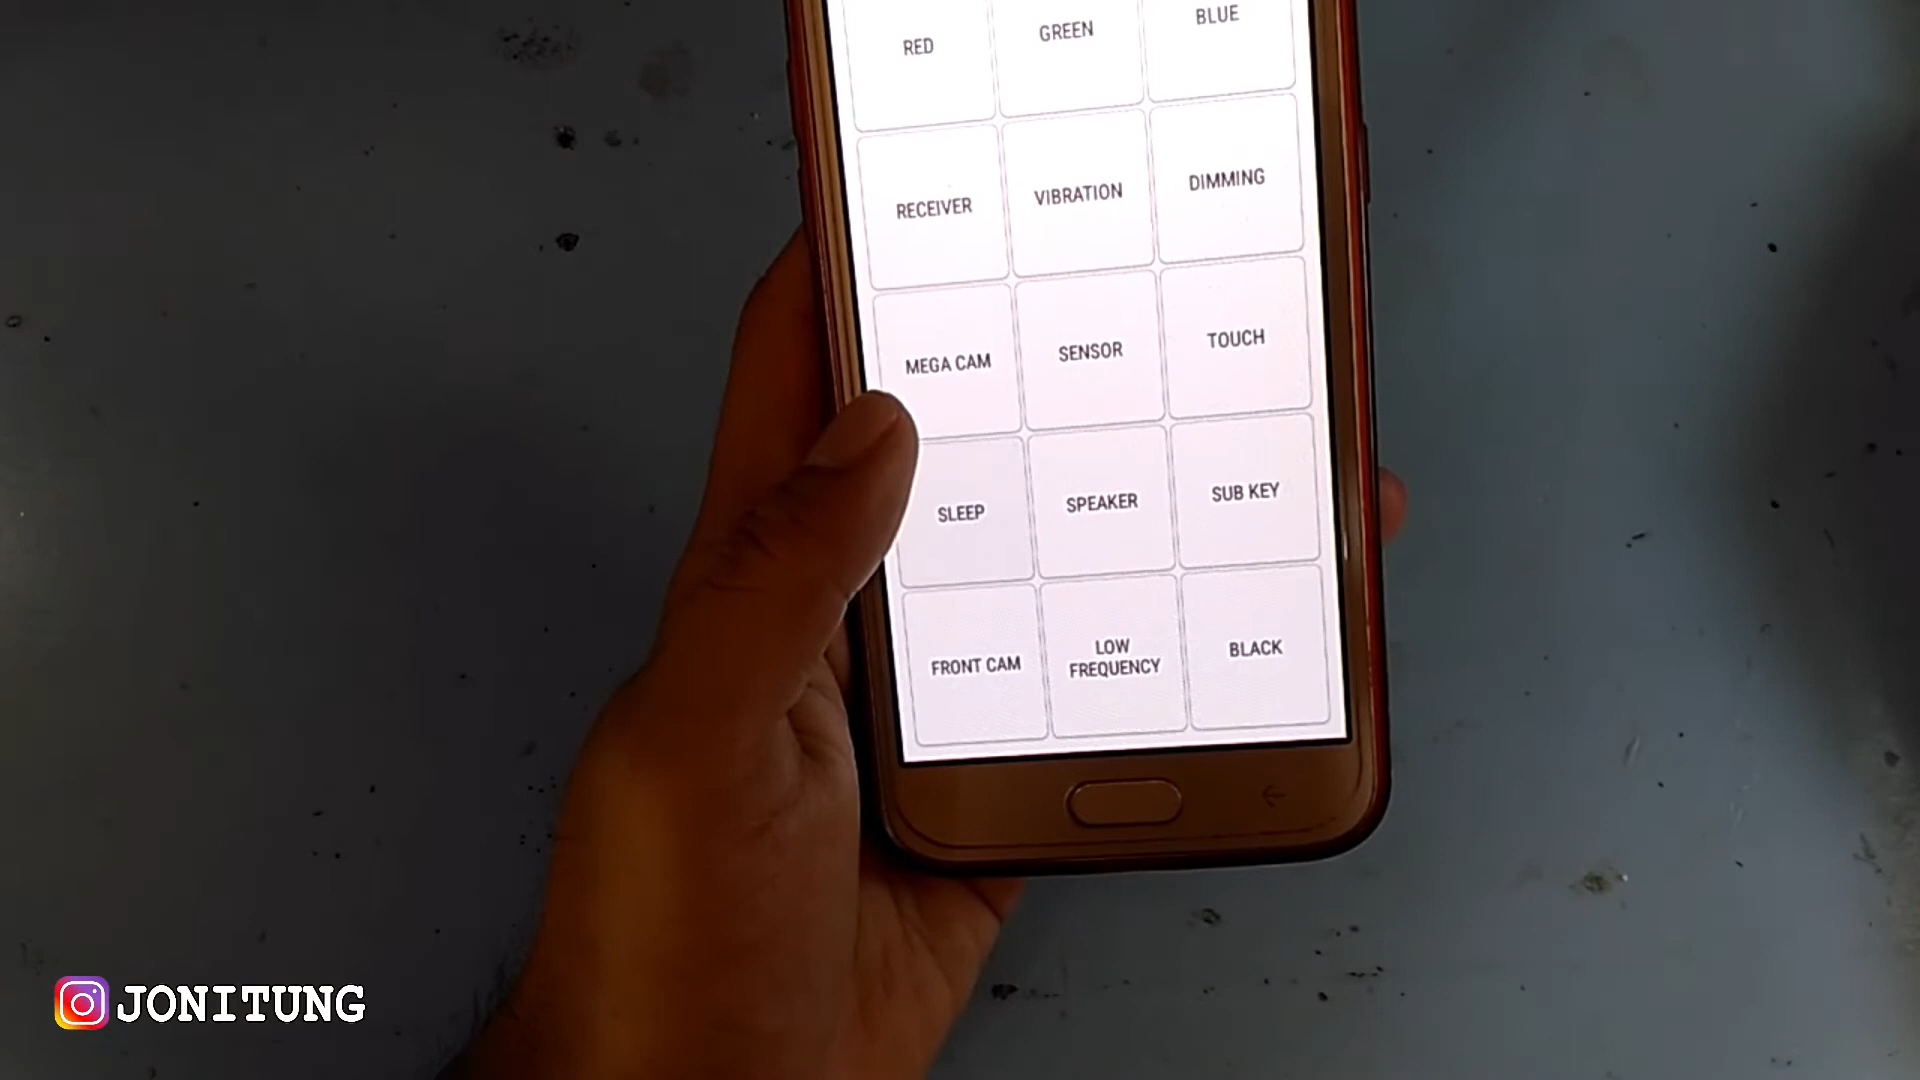 RED
GREEN
BLUE
RECEIVER
VIBRATION
DIMMING
MEGA CAM
SENSOR
TOUCH
SLEEP
SPEAKER
SUB KEY
FRONT CAM
LOW
FREQUENCY
BLACK
JONITUNG